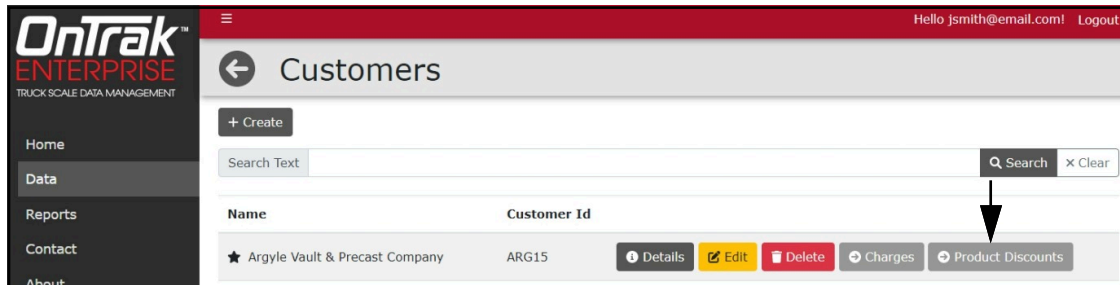 OnTrak™
ENTERPRISE
TRUCK SCALE DATA MANAGEMENT
Home
Data
Reports
Contact
About
Hello jsmith@email.com! Logout
Customers
+ Create
Search Text Search × Clear
Name Customer Id
Argyle Vault & Precast Company ARG15 Details Edit Delete Charges Product Discounts